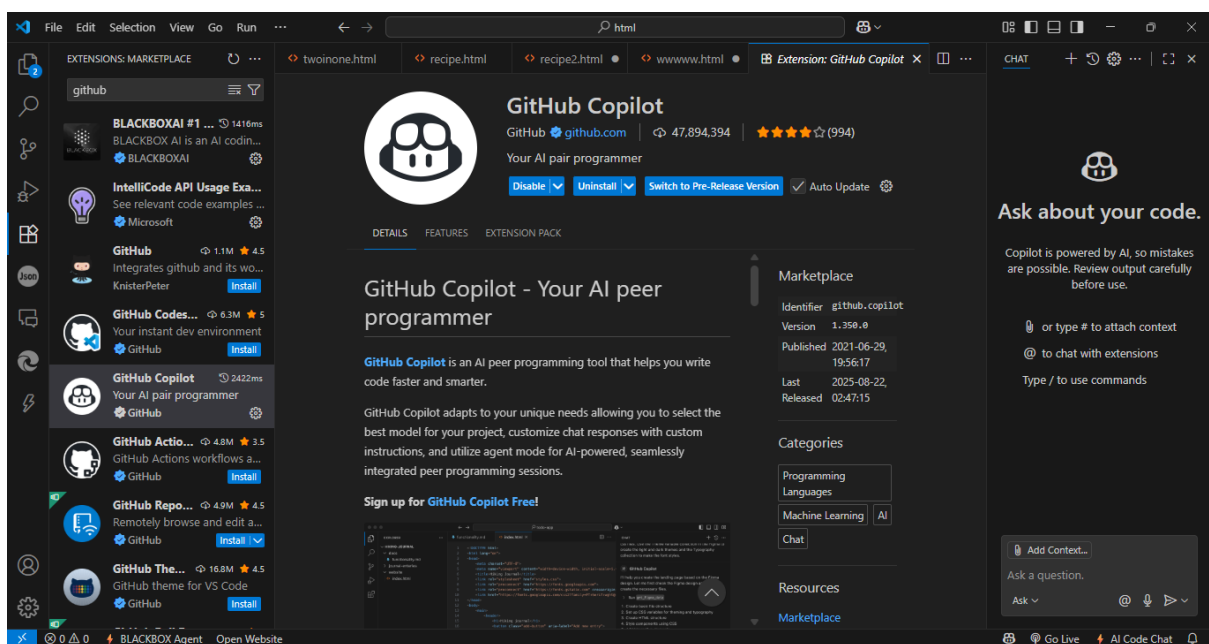 File Edit Selection View Go Run ···
html
EXTENSIONS: MARKETPLACE
2
github
BLACKBOXAI #1 ... 1416ms
BLACKBOX AI is an AI codin...
BLACKBOXAI
IntelliCode API Usage Exa...
See relevant code examples ...
Microsoft
GitHub 1.1M 4.5
Integrates github and its wo...
KnisterPeter Install
GitHub Codes... 6.3M 5
Your instant dev environment
GitHub Install
GitHub Copilot 2422ms
Your AI pair programmer
GitHub
GitHub Actio... 4.8M 3.5
GitHub Actions workflows a...
GitHub Install
GitHub Repo... 4.9M 4.5
Remotely browse and edit a...
GitHub Install
GitHub The... 16.8M 4.5
GitHub theme for VS Code
GitHub Install
Json
twoinone.html recipe.html recipe2.html wwwww.html Extension: GitHub Copilot
GitHub Copilot
GitHub github.com 47,894,394 (994)
Your AI pair programmer
Disable Uninstall Switch to Pre-Release Version Auto Update
DETAILS FEATURES EXTENSION PACK
GitHub Copilot - Your AI peer
programmer
GitHub Copilot is an AI peer programming tool that helps you write
code faster and smarter.
GitHub Copilot adapts to your unique needs allowing you to select the
best model for your project, customize chat responses with custom
instructions, and utilize agent mode for AI-powered, seamlessly
integrated peer programming sessions.
Sign up for GitHub Copilot Free!
Marketplace
Identifier github.copilot
Version 1.350.0
Published 2021-06-29,
19:56:17
Last 2025-08-22,
Released 02:47:15
Categories
Programming
Languages
Machine Learning AI
Chat
Resources
Marketplace
CHAT
Ask about your code.
Copilot is powered by AI, so mistakes
are possible. Review output carefully
before use.
or type # to attach context
@ to chat with extensions
Type / to use commands
Add Context...
Ask a question.
Ask @
0 0 BLACKBOX Agent Open Website Go Live AI Code Chat